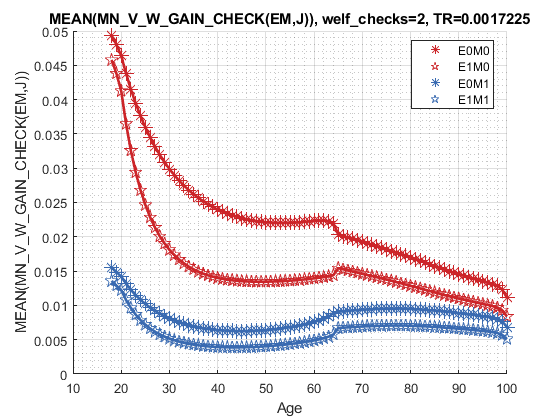 MEAN(MN_V_W_GAIN_CHECK(EM,J)), welf_checks=2, TR=0.0017225
MEAN(MN_V_W_GAIN_CHECK(EM,J))
0.05
0.045
0.04
0.035
0.03
0.025
0.02
0.015
0.01
0.005
0
E0M0
E1M0
E0M1
E1M1
10 20 30 40 50 60 70 80 90 100
Age